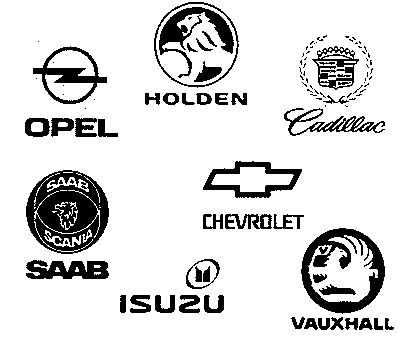 HOLDEN
OPEL
Cadillac
SAAB
SCANIA
SAAB
CHEVROLET
ISUZU
VAUXHALL